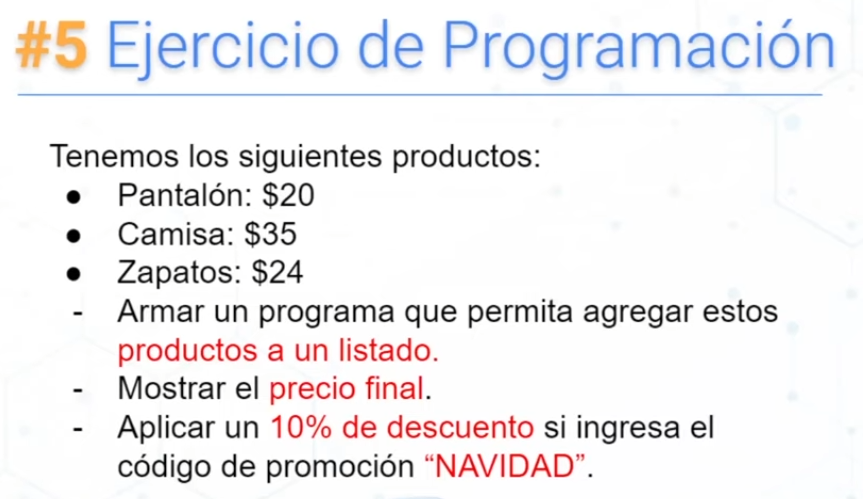 #5 Ejercicio de Programación
Tenemos los siguientes productos:
● Pantalón: $20
● Camisa: $35
● Zapatos: $24
- Armar un programa que permita agregar estos
productos a un listado.
- Mostrar el precio final.
- Aplicar un 10% de descuento si ingresa el
código de promoción “NAVIDAD”.